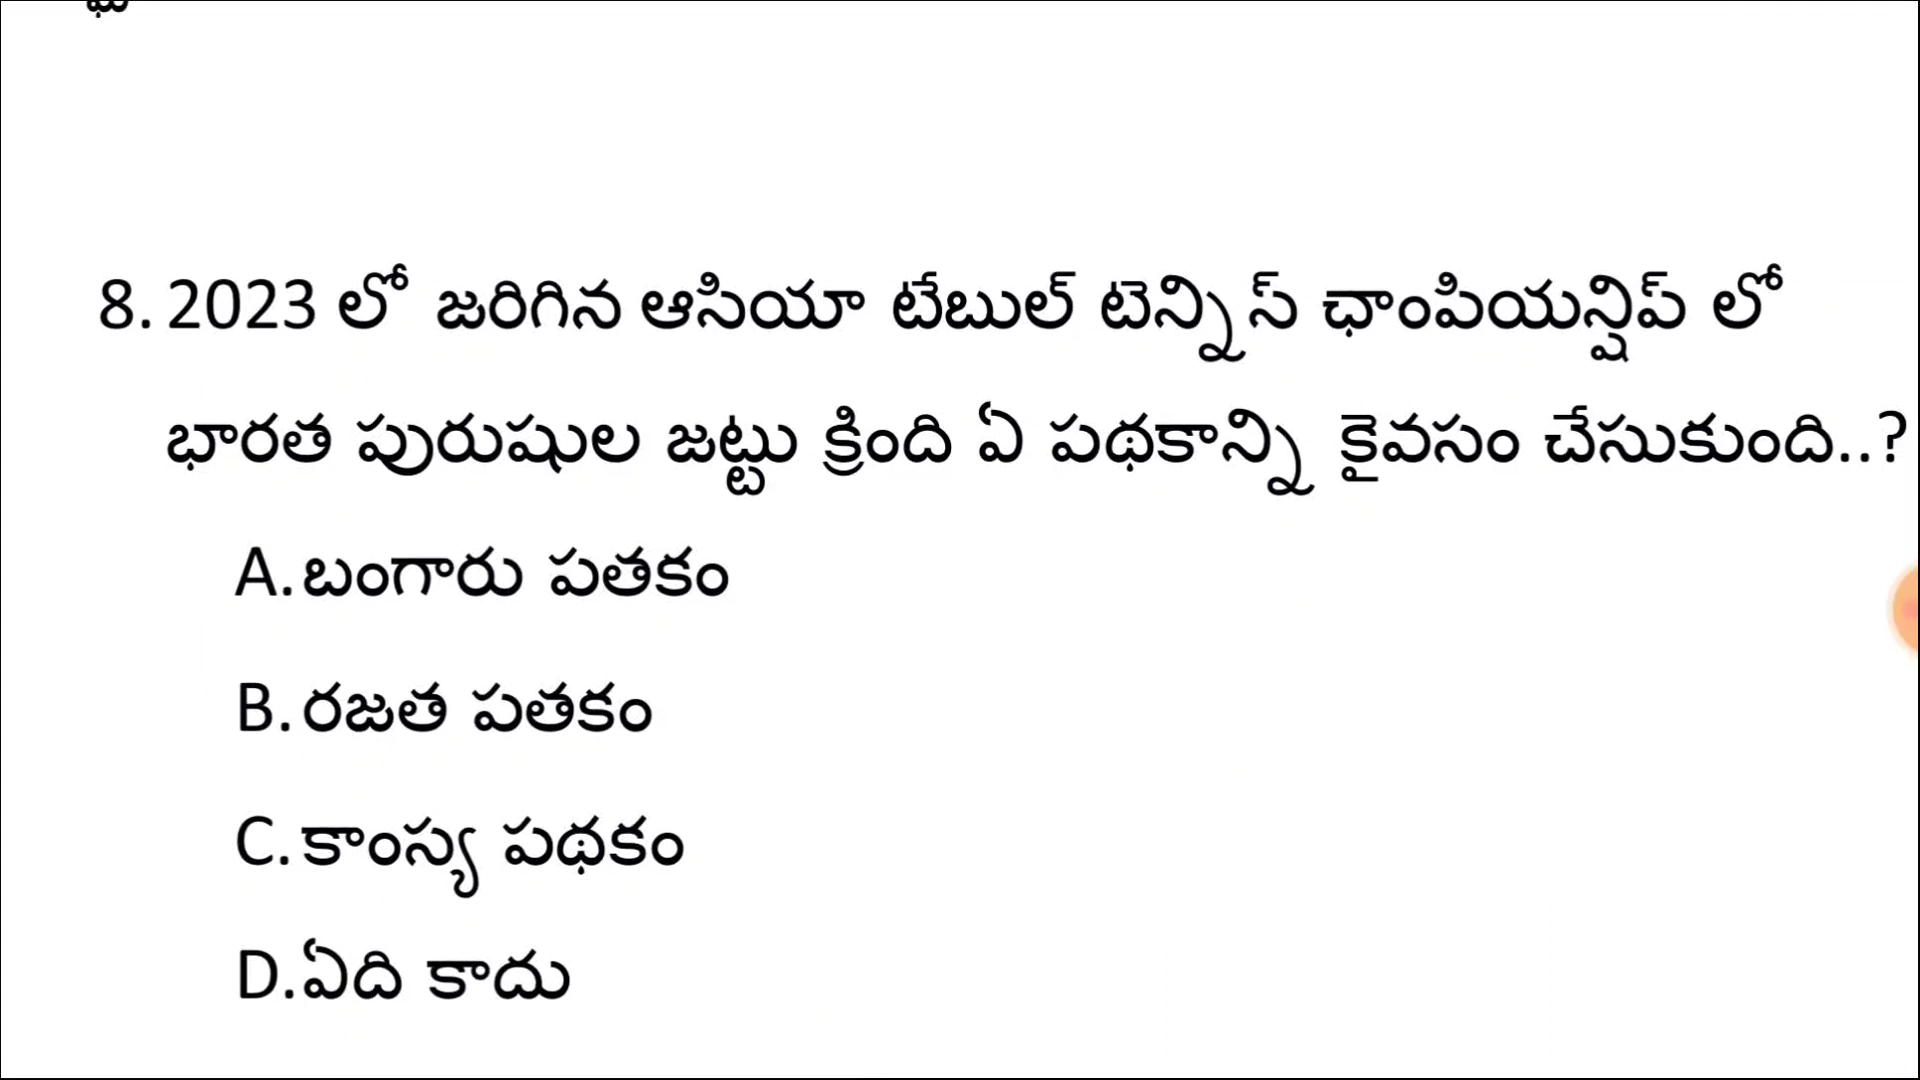 8. 2023 లో జరిగిన ఆసియా టేబుల్ టెన్నిస్ ఛాంపియన్షిప్ లో
భారత పురుషుల జట్టు క్రింది ఏ పథకాన్ని కైవసం చేసుకుంది..?
A. బంగారు పతకం
B. రజత పతకం
C. కాంస్య పథకం
D. ఏది కాదు